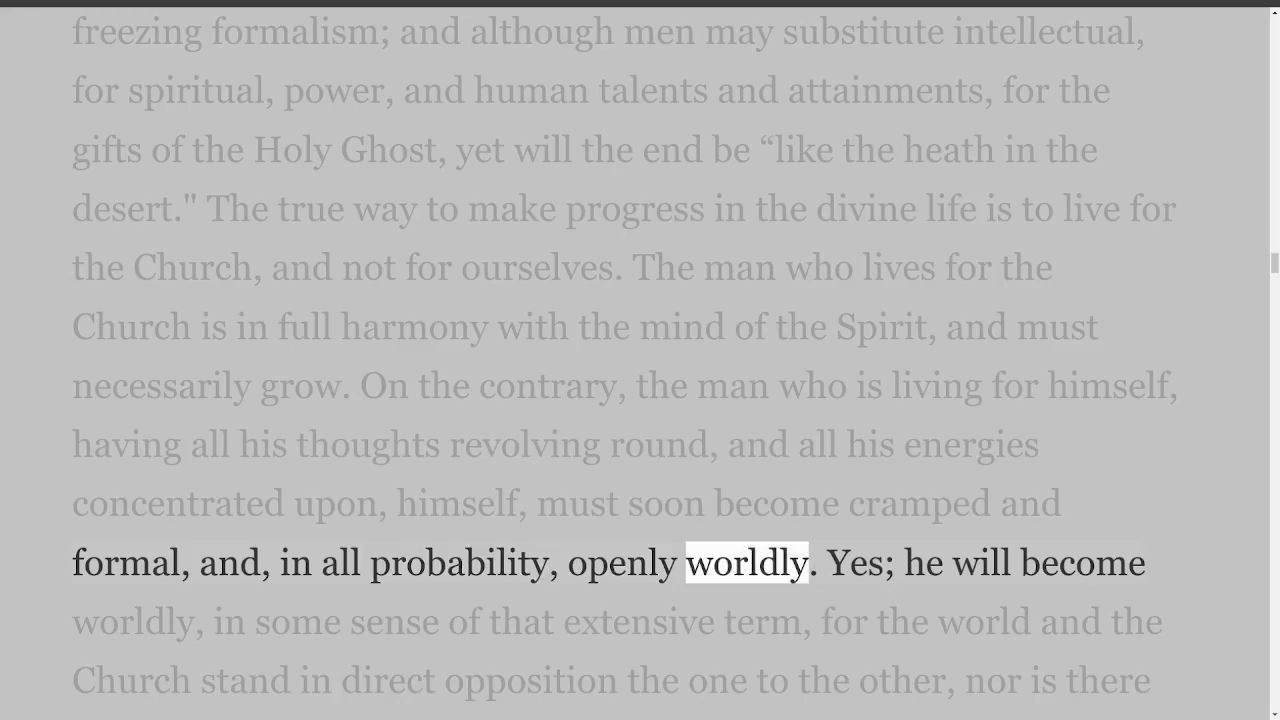 freezing formalism; and although men may substitute intellectual,
for spiritual, power, and human talents and attainments, for the
gifts of the Holy Ghost, yet will the end be “like the heath in the
desert." The true way to make progress in the divine life is to live for
the Church, and not for ourselves. The man who lives for the
Church is in full harmony with the mind of the Spirit, and must
necessarily grow. On the contrary, the man who is living for himself,
having all his thoughts revolving round, and all his energies
concentrated upon, himself, must soon become cramped and
formal, and, in all probability, openly worldly. Yes; he will become
worldly, in some sense of that extensive term, for the world and the
Church stand in direct opposition the one to the other, nor is there